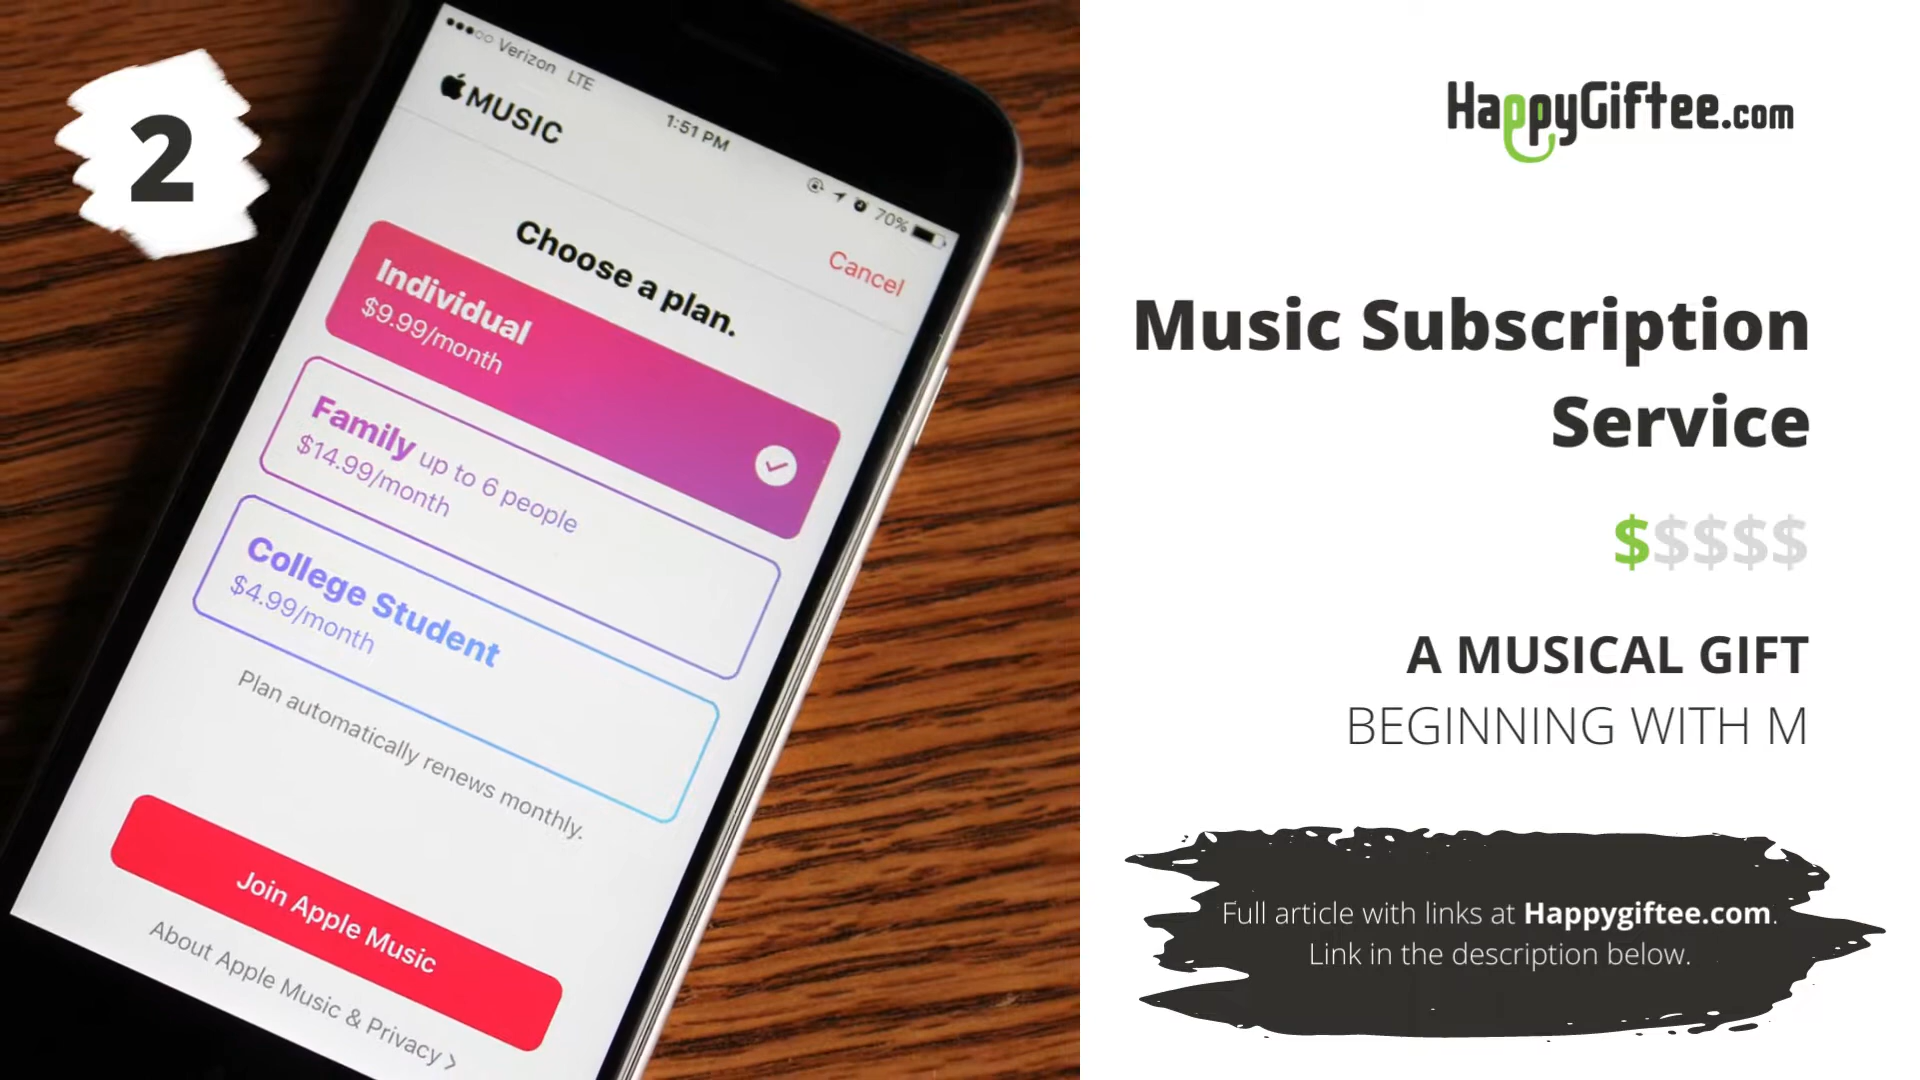 2
Verizon LTE
1:51 PM
70%
MUSIC
Cancel
Choose a plan.
Individual
$9.99/month
Family up to 6 people
$14.99/month
College Student
$4.99/month
Plan automatically renews monthly.
Join Apple Music
About Apple Music & Privacy >
HappyGiftee.com
Music Subscription
Service
$$$$$
A MUSICAL GIFT
BEGINNING WITH M
Full article with links at Happygiftee.com.
Link in the description below.